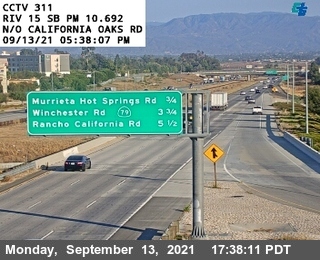 CCTV 311
RIV 15 SB PM 10.692
N/O CALIFORNIA OAKS RD
09/13/21 05:38:07 PM
Murrieta Hot Springs Rd ¾
Winchester Rd 79 3 ¾
Rancho California Rd 5 ½
Monday, September 13, 2021 17:38:11 PDT